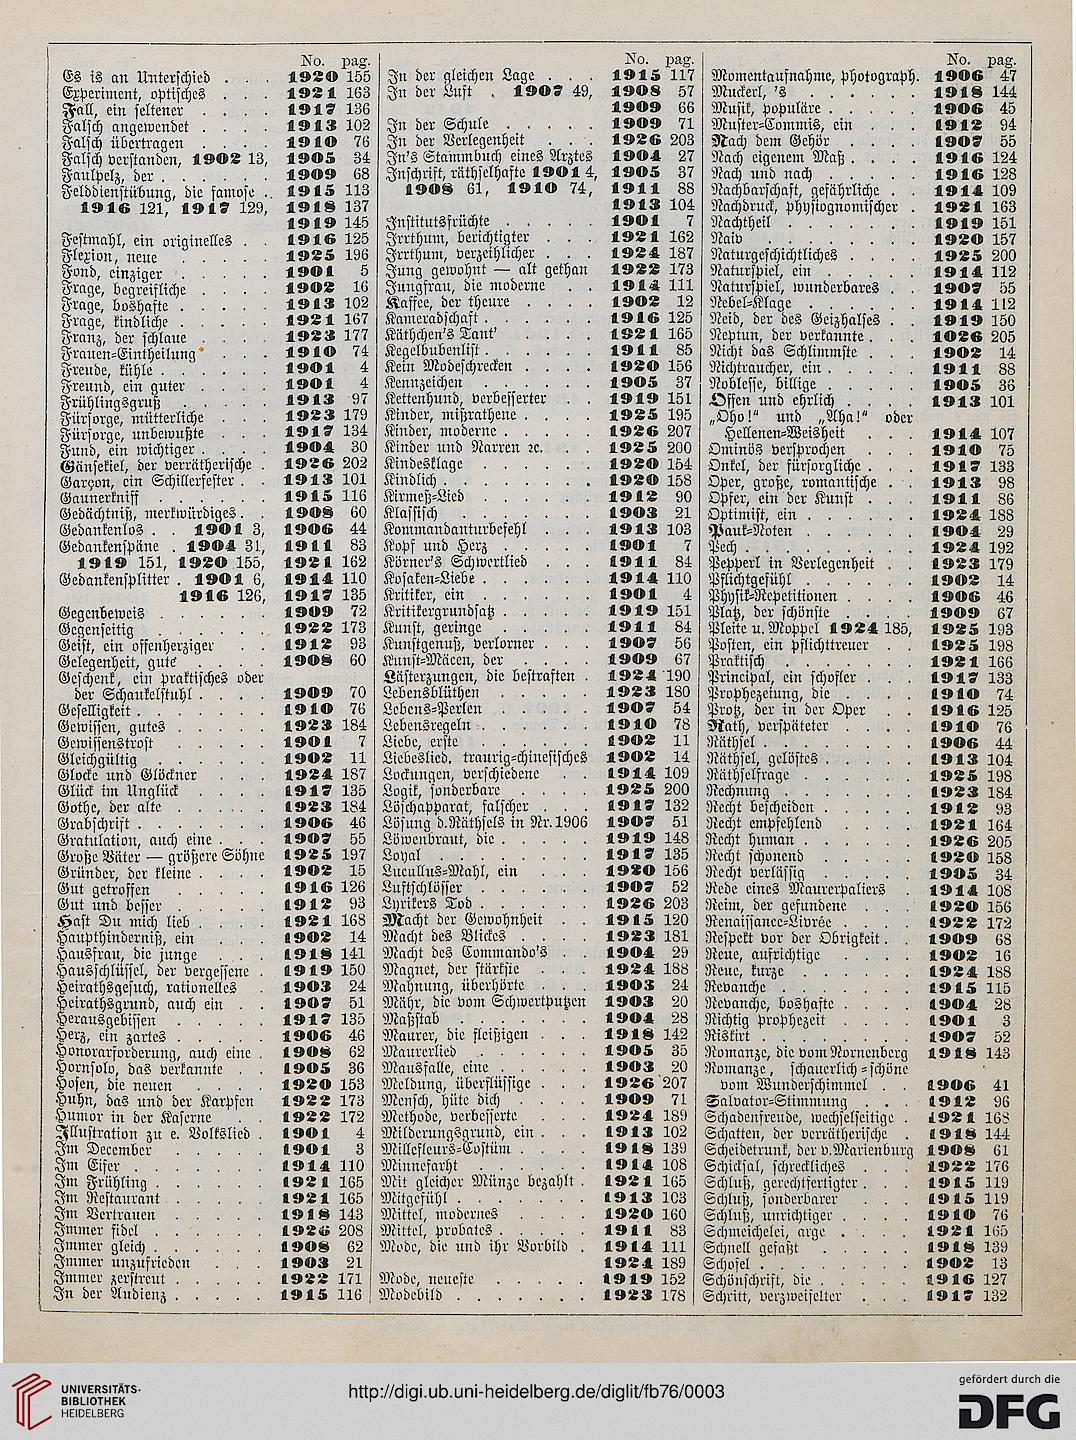 No. pag.
Es is an Unterschied . . . 1920 155
Experiment, optisches . . . 1921 163
Fall, ein seltener . . . . 1917 136
Falsch angewendet . . . . 1913 102
Falsch übertragen . . . . 1910 76
Falsch verstanden, 1902 13, 1905 34
Faulpelz, der . . . . . . 1909 68
Felddienstübung, die famose . . 1915 113
1916 121, 1917 129, 1918 137
1919 145
Festmahl, ein originelles . 1916 125
Flexion, neue . . . . . 1925 196
Fond, einziger . . . . . 1901 5
Frage, begreifliche . . . . 1902 16
Frage, boshafte . . . . . 1913 102
Frage, kindliche . . . . . 1921 167
Franz, der schlaue . . . . 1923 177
Frauen-Eintheilung . . . 1910 74
Freude, kühle . . . . . . 1901 4
Freund, ein guter . . . . 1901 4
Frühlingsgruß . . . . . 1913 97
Fürsorge, mütterliche . . . 1923 179
Fürsorge, unbewußte . . . 1917 134
Fund, ein wichtiger . . . . 1904 30
Gänsekiel, der verrätherische . 1926 202
Garçon, ein Schillerfester . . 1913 101
Gaunerkniff . . . . . . 1915 116
Gedächtniß, merkwürdiges . . 1908 60
Gedankenlos . . 1901 3, 1906 44
Gedankenspäne . 1904 31, 1911 83
1919 151, 1920 155, 1921 162
Gedankensplitter . 1901 6, 1914 110
1916 126, 1917 135
Gegenbeweis . . . . . 1909 72
Gegenseitig . . . . . . 1922 173
Geist, ein offenherziger . . 1912 93
Gelegenheit, gute . . . . 1908 60
Geschenk, ein praktisches oder
der Schaukelstuhl . . . . 1909 70
Geselligkeit . . . . . . . 1910 76
Gewissen, gutes . . . . . 1923 184
Gewissenstrost . . . . . 1901 7
Gleichgültig . . . . . . 1902 11
Glocke und Glöckner . . . 1924 187
Glück im Unglück . . . . 1917 135
Gothe, der alte . . . . . 1923 184
Grabschrift . . . . . . . 1906 46
Gratulation, auch eine . . . 1907 55
Große Väter — größere Söhne 1925 197
Gründer, der kleine . . . . 1902 15
Gut getroffen . . . . . 1916 126
Gut und besser . . . . . 1912 93
Hast Du mich lieb . . . . 1921 168
Haupthinderniß, ein . . . 1902 14
Hausfrau, die junge . . . 1918 141
Hausschlüssel, der vergessene . 1919 150
Heirathsgesuch, rationelles . 1903 24
Heirathsgrund, auch ein . . 1907 51
Herausgebissen . . . . . 1917 135
Herz, ein zartes . . . . . 1906 46
Honorarforderung, auch eine . 1908 62
Hornsolo, das verkannte . . 1905 36
Hosen, die neuen . . . . 1920 153
Huhn, das und der Karpfen 1922 173
Humor in der Kaserne . . 1922 172
Illustration zu e. Volkslied . 1901 4
Im December . . . . . 1901 3
Im Eifer . . . . . . . 1914 110
Im Frühling . . . . . . 1921 165
Im Restaurant . . . . . 1921 165
Im Vertrauen . . . . . 1918 143
Immer fidel . . . . . . 1926 208
Immer gleich . . . . . . 1908 62
Immer unzufrieden . . . . 1903 21
Immer zerstreut . . . . . 1922 171
In der Audienz . . . . . 1915 116
No. pag.
In der gleichen Lage . . . 1915 117
In der Luft . 1907 49, 1908 57
1909 66
In der Schule . . . . . 1909 71
In der Verlegenheit . . . 1926 203
In's Stammbuch eines Arztes 1904 27
Inschrift, räthselhafte 1901 4, 1905 37
1908 61, 1910 74, 1911 88
1913 104
Institutsfrüchte . . . . . 1901 7
Irrthum, berichtigter . . . 1921 162
Irrthum, verzeihlicher . . . 1924 187
Jung gewohnt — alt gethan 1922 173
Jungfrau, die moderne . . 1914 111
Kaffee, der theure . . . . 1902 12
Kameradschaft . . . . . . 1916 125
Käthchen's Tant' . . . . 1921 165
Kegelbubenlist . . . . . . 1911 85
Kein Modeschrecken . . . . 1920 156
Kennzeichen . . . . . . 1905 37
Kettenhund, verbesserter . . 1919 151
Kinder, mißrathene . . . . 1925 195
Kinder, moderne . . . . . 1926 207
Kinder und Narren 2c. . . 1925 200
Kindesklage . . . . . . 1920 154
Kindlich . . . . . . . . 1920 158
Kirmeß-Lied . . . . . . 1912 90
Klassisch . . . . . . . 1903 21
Kommandanturbefehl . . . 1913 103
Kopf und Herz . . . . . 1901 7
Körner's Schwertlied . . . 1911 84
Kosaken-Liebe . . . . . . 1914 110
Kritiker, ein . . . . . . 1901 4
Kritikergrundsatz . . . . . 1919 151
Kunst, geringe . . . . . 1911 84
Kunstgenuß, verlorner . . . 1907 56
Kunst-Mäcen, der . . . . 1909 67
Lästerzungen, die bestraften . 1924 190
Lebensblüthen . . . . . 1923 180
Lebens-Perlen . . . . . 1907 54
Lebensregeln . . . . . . 1910 78
Liebe, erste . . . . . . 1902 11
Liebeslied, traurig-chinesisches 1902 14
Lockungen, verschiedene . . 1914 109
Logik, sonderbare . . . . 1925 200
Löschapparat, falscher . . . 1917 132
Lösung d. Räthsels in Nr. 1906 1907 51
Löwenbraut, die . . . . . 1919 148
Loyal . . . . . . . . 1917 135
Lucullus-Mahl, ein . . . 1920 156
Luftschlösser . . . . . . 1907 52
Lyrikers Tod . . . . . . 1926 203
Macht der Gewohnheit . . 1915 120
Macht des Blickes . . . . 1923 181
Macht des Commando's . . 1904 29
Magnet, der stärkste . . . 1924 188
Mahnung, überhörte . . . 1903 24
Mähr, die vom Schwertputzen 1903 20
Maßstab . . . . . . . 1904 28
Maurer, die fleißigen . . . 1918 142
Maurerlied . . . . . . 1905 35
Mausfalle, eine . . . . . 1903 20
Meldung, überflüssige . . . 1926 207
Mensch, hüte dich . . . . 1909 71
Methode, verbesserte . . . 1924 189
Milderungsgrund, ein . . . 1913 102
Millefleurs-Costüm . . . . 1918 139
Minnefarht . . . . . . 1914 108
Mit gleicher Münze bezahlt . 1921 165
Mitgefühl . . . . . . . 1913 103
Mittel, modernes . . . . 1920 160
Mittel, probates . . . . . 1911 83
Mode, die und ihr Vorbild . 1914 111
1924 189
Mode, neueste . . . . . 1919 152
Modebild . . . . . . . 1923 178
No. pag.
Momentaufnahme, photograph. 1906 47
Muckerl, 's . . . . . . 1918 144
Musik, populäre . . . . . 1906 45
Muster-Commis, ein . . . 1912 94
Nach dem Gehör . . . . 1907 55
Nach eigenem Maß . . . . 1916 124
Nach und nach . . . . . 1916 128
Nachbarschaft, gefährliche . . 1914 109
Nachdruck, physiognomischer . 1921 163
Nachtheil . . . . . . . 1919 151
Naiv . . . . . . . . 1920 157
Naturgeschichtliches . . . . 1925 200
Naturspiel, ein . . . . . 1914 112
Naturspiel, wunderbares . . 1907 55
Nebel-Klage . . . . . . 1914 112
Neid, der des Geizhalses . . 1919 150
Neptun, der verkannte . . . 1026 205
Nicht das Schlimmste . . . 1902 14
Nichtraucher, ein . . . . . 1911 88
Noblesse, billige . . . . . 1905 36
Offen und ehrlich . . . . 1913 101
„Oho!“ und „Aha!“ oder
Hellenen-Weisheit . . . 1914 107
Ominös versprochen . . . 1910 75
Onkel, der fürsorgliche . . . 1917 133
Oper, große, romantische . . 1913 98
Opfer, ein der Kunst . . . 1911 86
Optimist, ein . . . . . . 1924 188
Pauk-Noten . . . . . . 1904 29
Pech . . . . . . . . 1924 192
Pepperl in Verlegenheit . . 1923 179
Pflichtgefühl . . . . . . 1902 14
Physik-Repetitionen . . . . 1906 46
Platz, der schönste . . . . 1909 67
Pleite u. Moppel 1924 185, 1925 193
Posten, ein pflichttreuer . . 1925 198
Praktisch . . . . . . . 1921 166
Principal, ein schofler . . . 1917 133
Prophezeiung, die . . . . 1910 74
Protz, der in der Oper . . 1916 125
Rath, verspäteter . . . . 1910 76
Räthsel . . . . . . . . 1906 44
Räthsel, gelöstes . . . . . 1913 104
Räthselfrage . . . . . . 1925 198
Rechnung . . . . . . . 1923 184
Recht bescheiden . . . . . 1912 93
Recht empfehlend . . . . 1921 164
Recht human . . . . . . 1926 205
Recht schonend . . . . . 1920 158
Recht verlässig . . . . . 1905 34
Rede eines Maurerpaliers . 1914 108
Reim, der gefundene . . . 1920 156
Renaissance-Livrée . . . . 1922 172
Respekt vor der Obrigkeit . . 1909 68
Reue, aufrichtige . . . . 1902 16
Reue, kurze . . . . . . 1924 188
Revanche . . . . . . . 1915 115
Revanche, boshafte . . . . 1904 28
Richtig prophezeit . . . . 1901 3
Riskirt . . . . . . . . 1907 52
Romanze, die vom Nornenberg 1918 143
Romanze, schauerlich-schöne
vom Wunderschimmel . . 1906 41
Salvator-Stimmung . . . 1912 96
Schadenfreude, wechselseitige . 1921 168
Schatten, der verrätherische . 1918 144
Scheidetrunk, der v. Marienburg 1908 61
Schicksal, schreckliches . . . 1922 176
Schluß, gerechtfertigter . . . 1915 119
Schluß, sonderbarer . . . 1915 119
Schluß, unrichtiger . . . . 1910 76
Schmeichelei, arge . . . . 1921 165
Schnell gefaßt . . . . . 1918 139
Schofel . . . . . . . . 1902 13
Schönschrift, die . . . . . 1916 127
Schritt, verzweifelter . . . 1917 132
UNIVERSITÄTS-
BIBLIOTHEK
HEIDELBERG
http://digi.ub.uni-heidelberg.de/diglit/fb76/0003
gefördert durch die
DFG